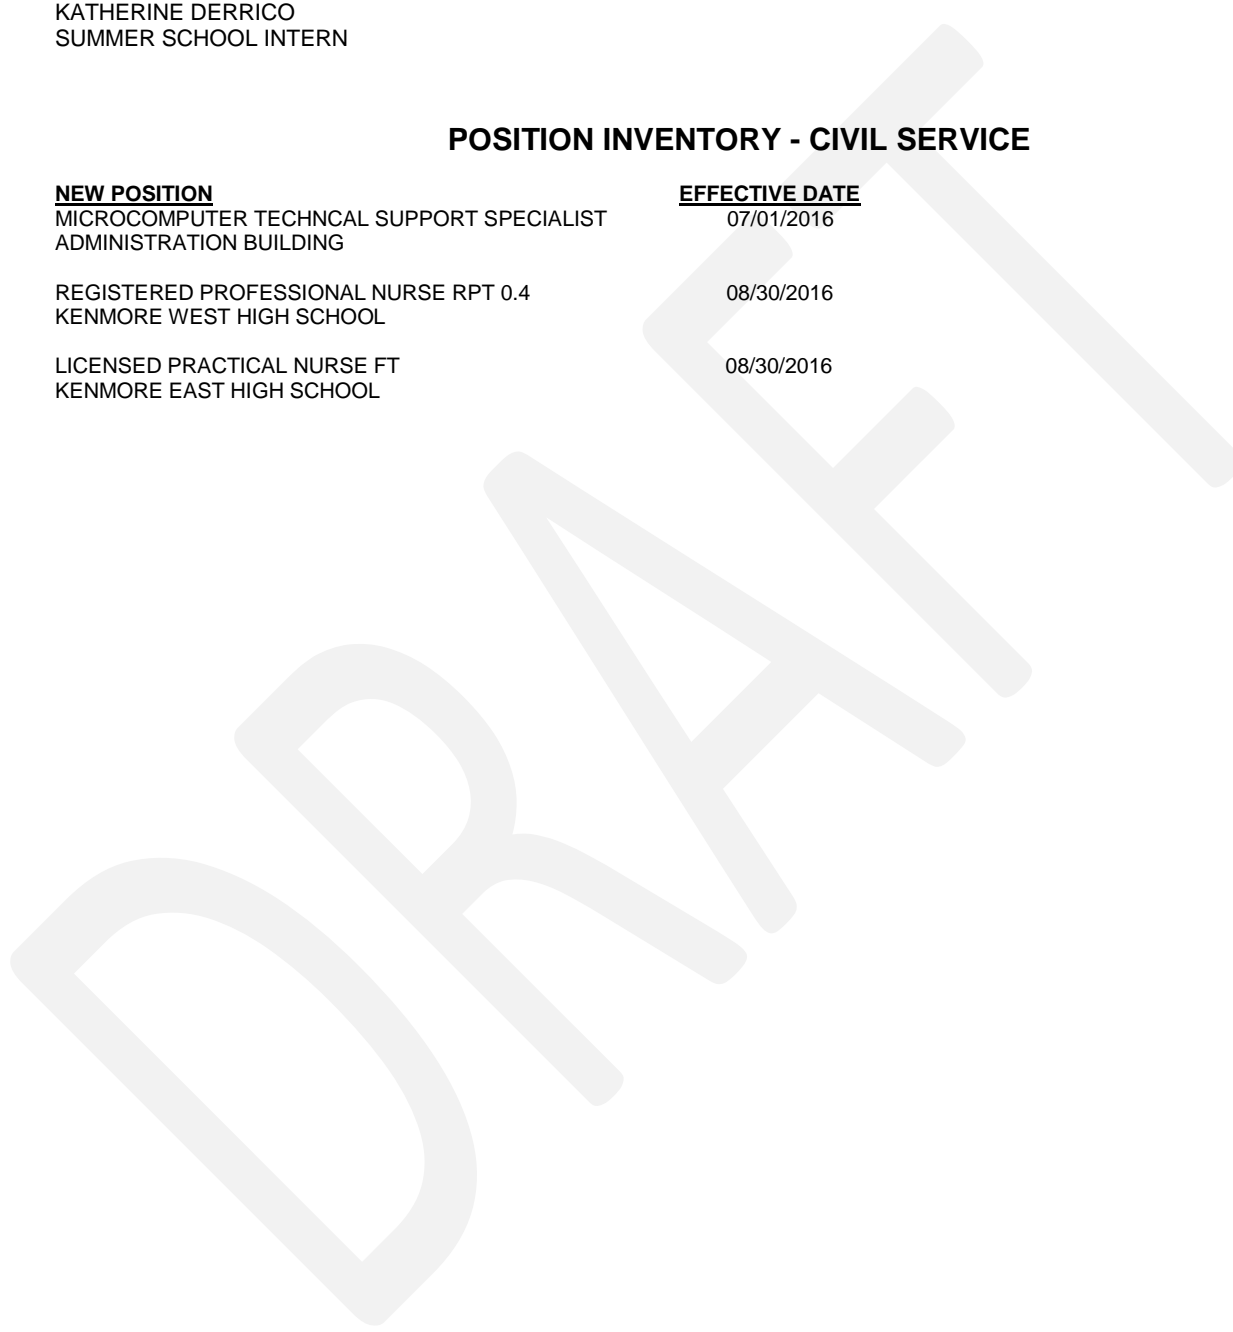 KATHERINE DERRICO
SUMMER SCHOOL INTERN
POSITION INVENTORY - CIVIL SERVICE
NEW POSITION EFFECTIVE DATE
MICROCOMPUTER TECHNCAL SUPPORT SPECIALIST 07/01/2016
ADMINISTRATION BUILDING
REGISTERED PROFESSIONAL NURSE RPT 0.4 08/30/2016
KENMORE WEST HIGH SCHOOL
LICENSED PRACTICAL NURSE FT 08/30/2016
KENMORE EAST HIGH SCHOOL
DRAFT